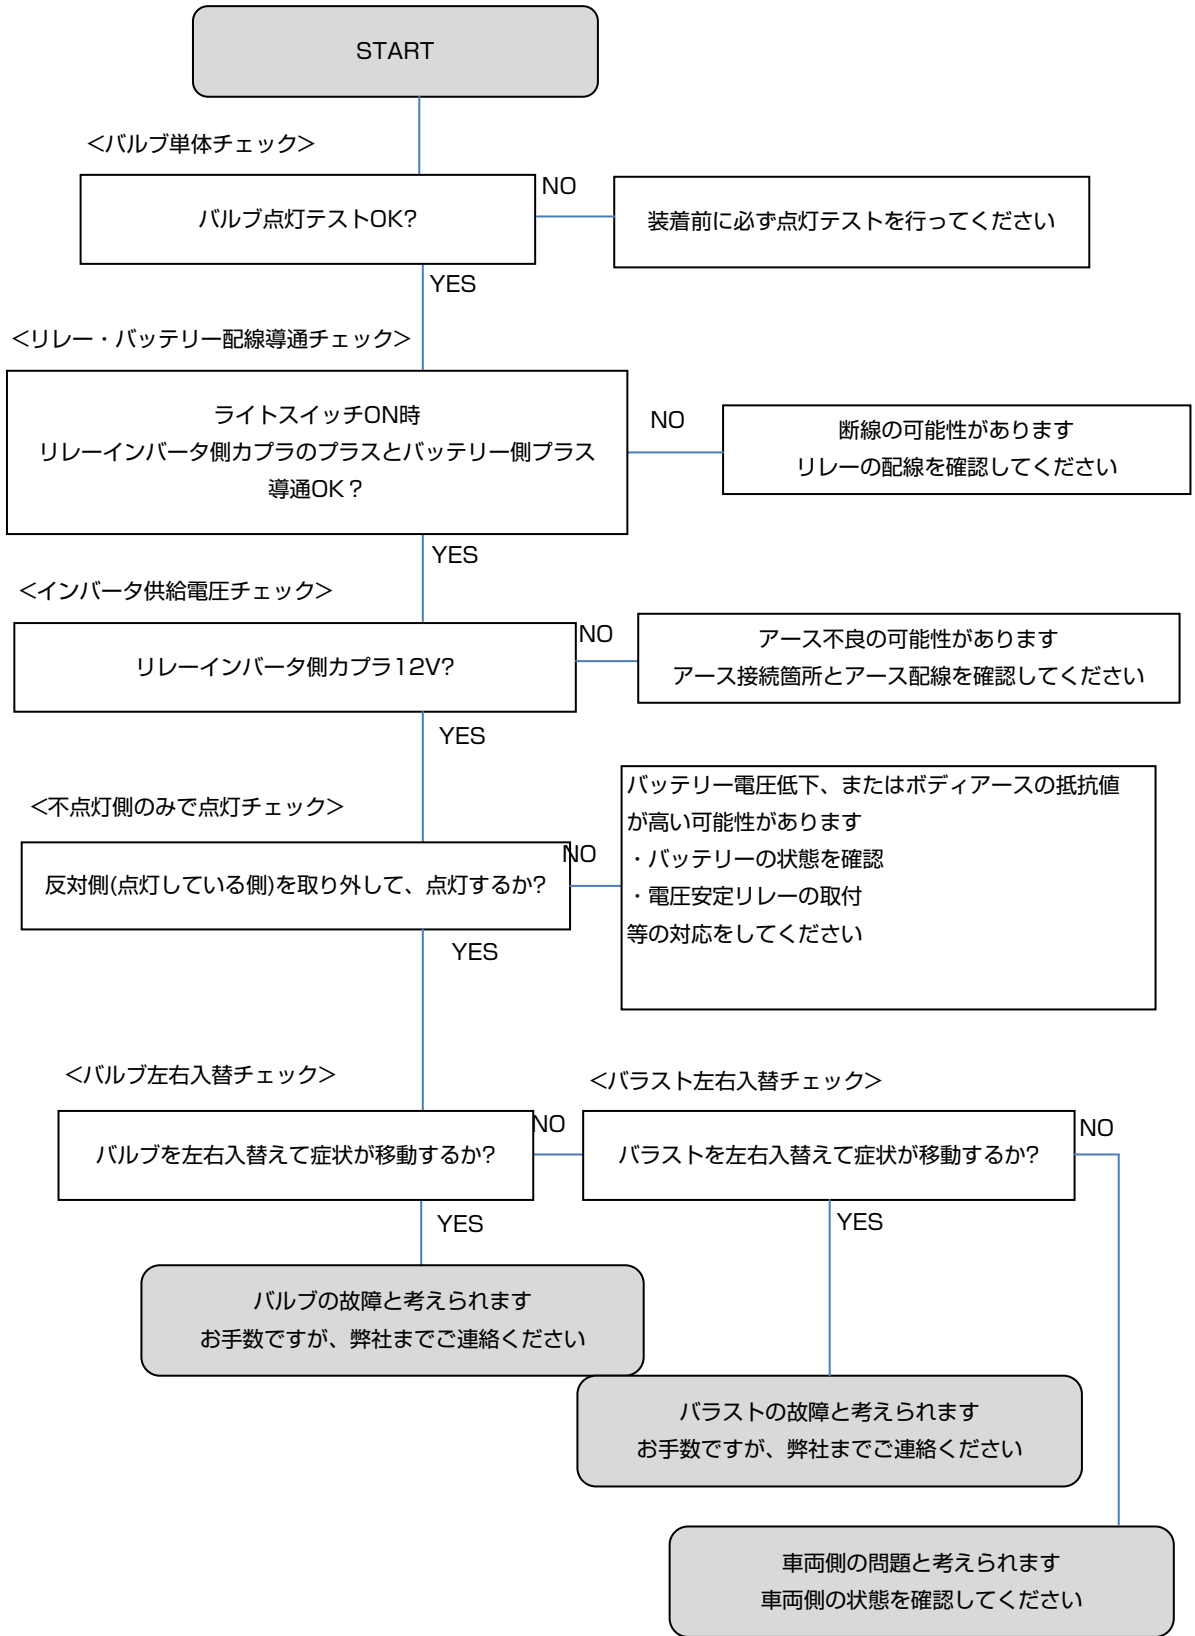 START
<バルブ単体チェック>
バルブ点灯テストOK?
NO
装着前に必ず点灯テストを行ってください
YES
<リレー・バッテリー配線導通チェック>
ライトスイッチON時
リレーインバータ側カプラのプラスとバッテリー側プラス
導通OK？
NO
断線の可能性があります
リレーの配線を確認してください
YES
<インバータ供給電圧チェック>
リレーインバータ側カプラ12V?
NO
アース不良の可能性があります
アース接続箇所とアース配線を確認してください
YES
<不点灯側のみで点灯チェック>
反対側(点灯している側)を取り外して、点灯するか?
NO
バッテリー電圧低下、またはボディアースの抵抗値
が高い可能性があります
・バッテリーの状態を確認
・電圧安定リレーの取付
等の対応をしてください
YES
<バルブ左右入替チェック>
バルブを左右入替えて症状が移動するか?
NO
<バラスト左右入替チェック>
バラストを左右入替えて症状が移動するか?
NO
YES
YES
バルブの故障と考えられます
お手数ですが、弊社までご連絡ください
バラストの故障と考えられます
お手数ですが、弊社までご連絡ください
車両側の問題と考えられます
車両側の状態を確認してください